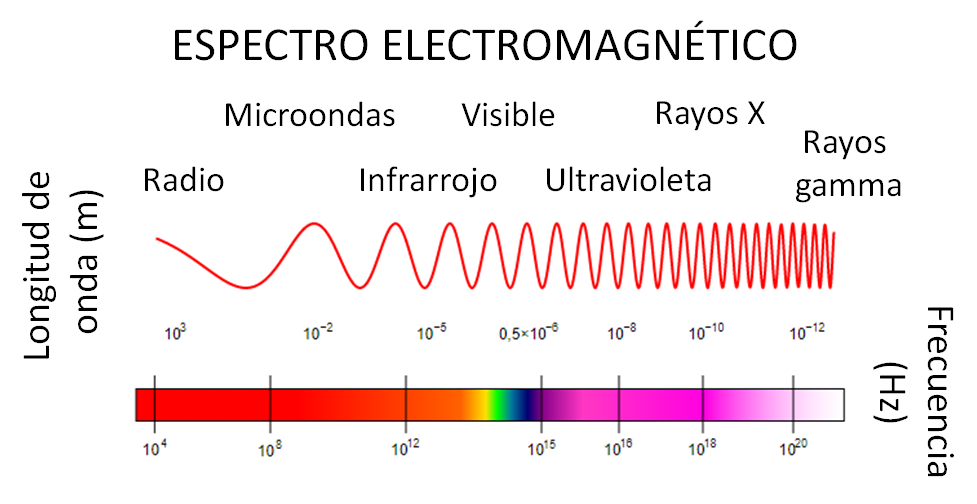 ESPECTRO ELECTROMAGNÉTICO
Microondas Visible Rayos X
Rayos
gamma
Radio Infrarrojo Ultravioleta
Longitud de
onda (m)
10³ 10⁻² 10⁻⁵ 0,5×10⁻⁶ 10⁻⁸ 10⁻¹⁰ 10⁻¹²
Frecuencia
(Hz)
10⁴ 10⁸ 10¹² 10¹⁵ 10¹⁶ 10¹⁸ 10²⁰